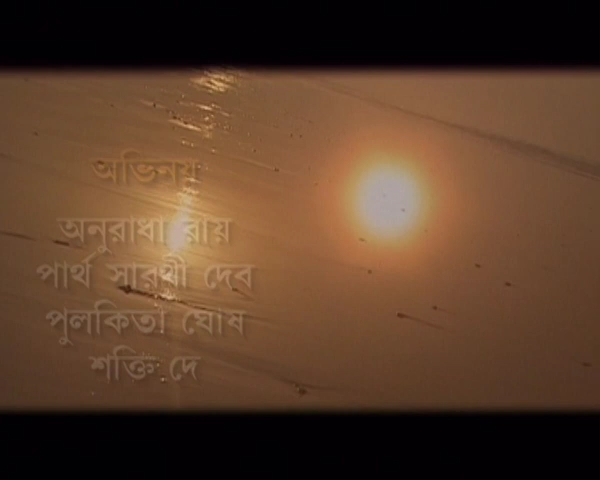 অভিনয়
অনুরাধা রায়
পার্থ সারথী দেব
পুলকিতা ঘোষ
শক্তি দে